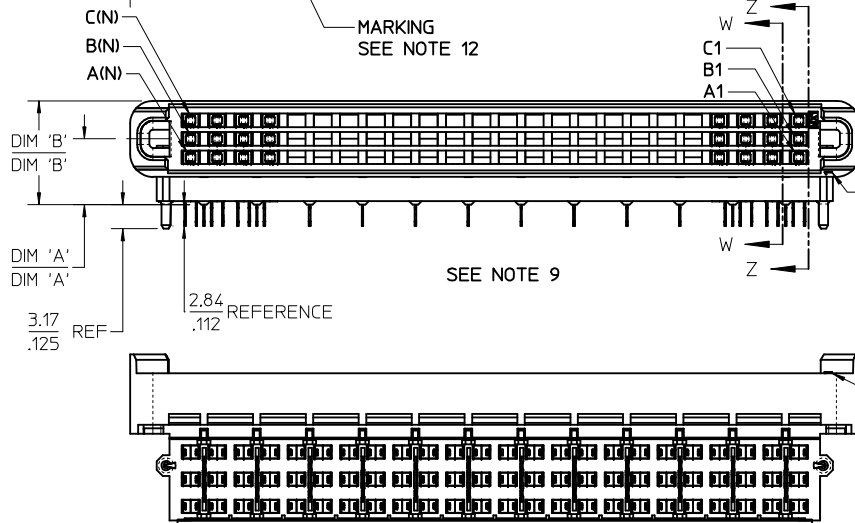 C(N)
B(N)
A(N)
MARKING
SEE NOTE 12
Z
W
C1
B1
A1
DIM 'B'
DIM 'B'
DIM 'A'
DIM 'A'
3.17
.125
REF
2.84
.112
REFERENCE
SEE NOTE 9
W
Z